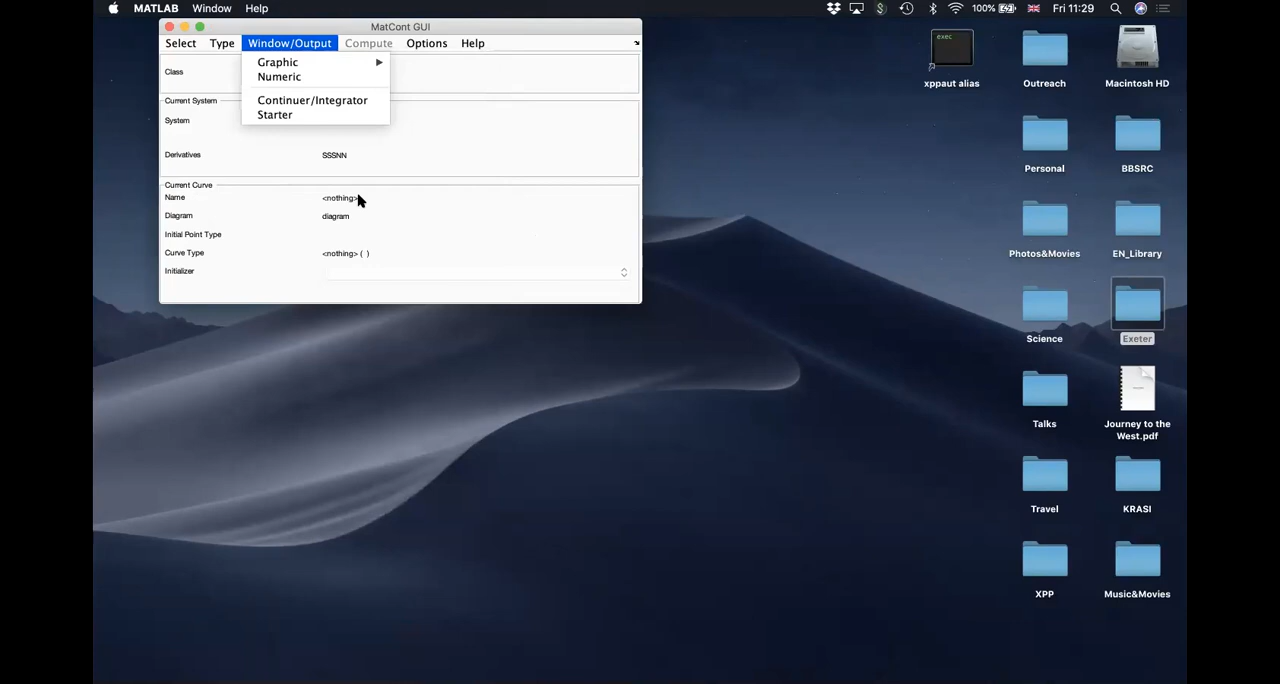 MATLAB Window Help
100% Fri 11:29
MatCont GUI
Select Type Window/Output Compute Options Help
Graphic
Numeric
Continuer/Integrator
Starter
Class
Current System
System
Derivatives SSSNN
Current Curve
Name <nothing>
Diagram diagram
Initial Point Type
Curve Type <nothing> ( )
Initializer
exec
xppaut alias
Outreach
Macintosh HD
Personal
BBSRC
Photos&Movies
EN_Library
Science
Exeter
Talks
Journey to the
West.pdf
Travel
KRASI
XPP
Music&Movies